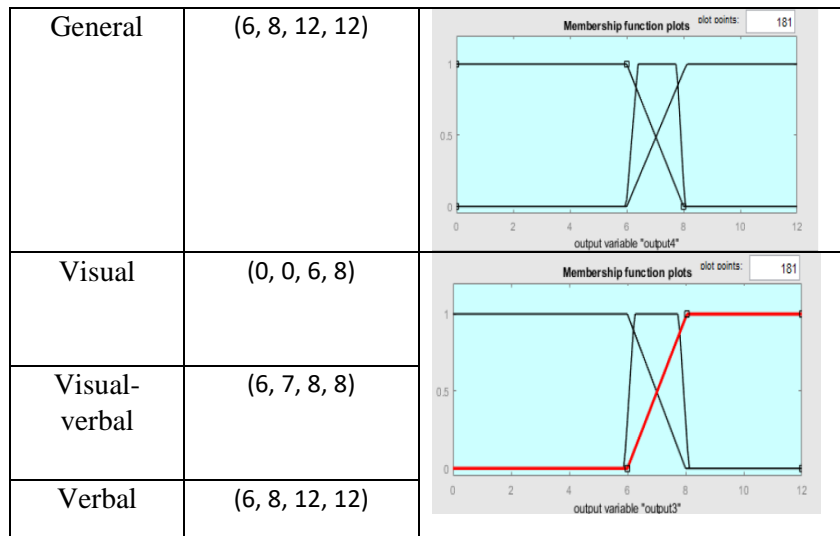 General (6, 8, 12, 12)
Membership function plots plot points: 181
1
0.5
0
0 2 4 6 8 10 12
output variable "output4"
Visual (0, 0, 6, 8)
Visual-
verbal (6, 7, 8, 8)
Verbal (6, 8, 12, 12)
Membership function plots plot points: 181
1
0.5
0
0 2 4 6 8 10 12
output variable "output3"